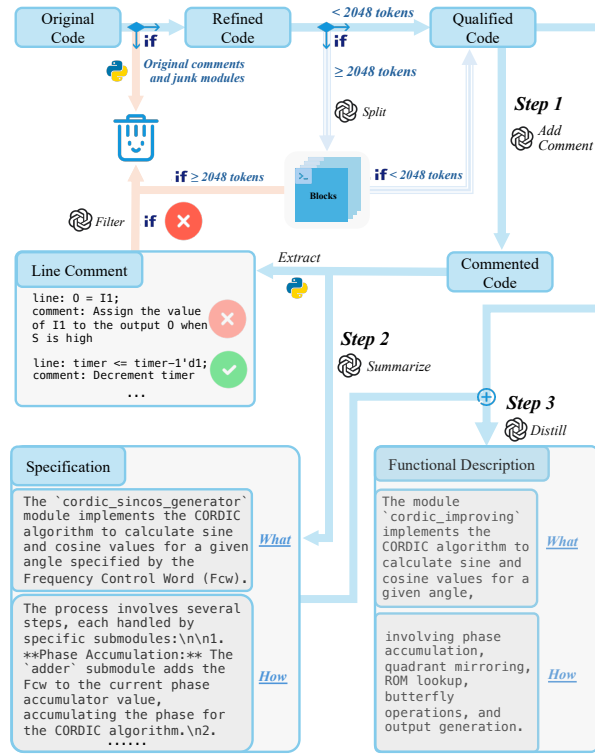 Original
Code
if
Refined
Code
< 2048 tokens
if
Qualified
Code
Original comments
and junk modules
≥ 2048 tokens
Split
Step 1
Add
Comment
if ≥ 2048 tokens
Blocks
if < 2048 tokens
Filter
if
Line Comment
line: O = I1;
comment: Assign the value
of I1 to the output O when
S is high
line: timer <= timer-1'd1;
comment: Decrement timer
...
Extract
Commented
Code
Step 2
Summarize
Step 3
Distill
Specification
The `cordic_sincos_generator`
module implements the CORDIC
algorithm to calculate sine
and cosine values for a given
angle specified by the
Frequency Control Word (Fcw).
What
The process involves several
steps, each handled by
specific submodules:\n\n1.
**Phase Accumulation:** The
`adder` submodule adds the
Fcw to the current phase
accumulator value,
accumulating the phase for
the CORDIC algorithm.\n2.
......
How
Functional Description
The module
`cordic_improving`
implements the
CORDIC algorithm to
calculate sine and
cosine values for a
given angle,
What
involving phase
accumulation,
quadrant mirroring,
ROM lookup,
butterfly
operations, and
output generation.
How